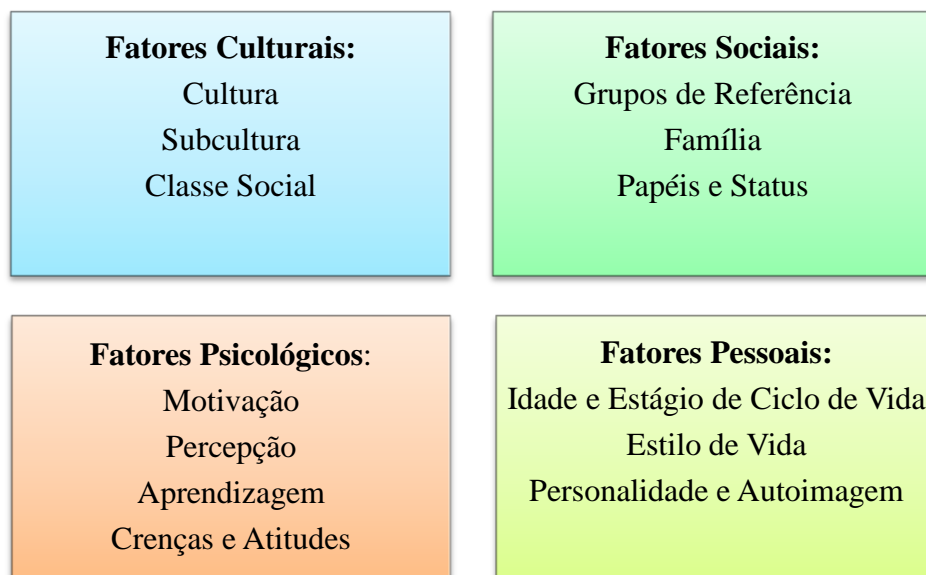 Fatores Culturais:
Cultura
Subcultura
Classe Social
Fatores Sociais:
Grupos de Referência
Família
Papéis e Status
Fatores Psicológicos:
Motivação
Percepção
Aprendizagem
Crenças e Atitudes
Fatores Pessoais:
Idade e Estágio de Ciclo de Vida
Estilo de Vida
Personalidade e Autoimagem